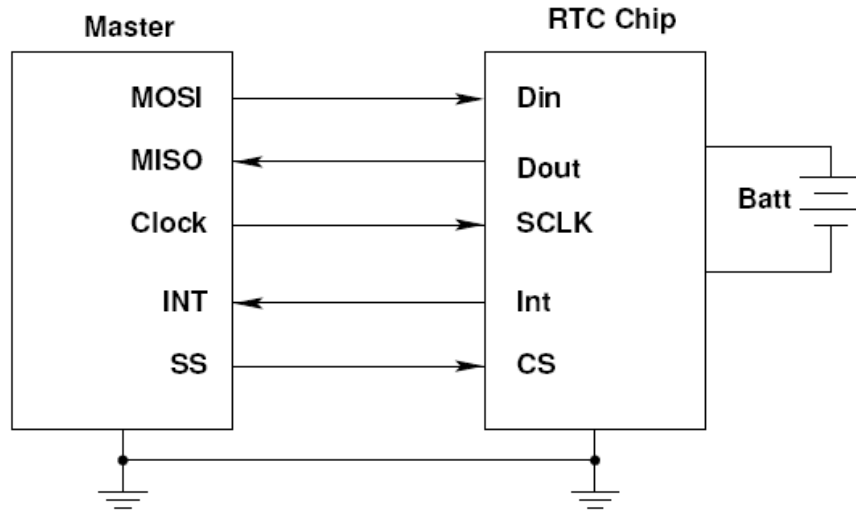 Master
RTC Chip
MOSI
Din
MISO
Dout
Batt
Clock
SCLK
INT
Int
SS
CS